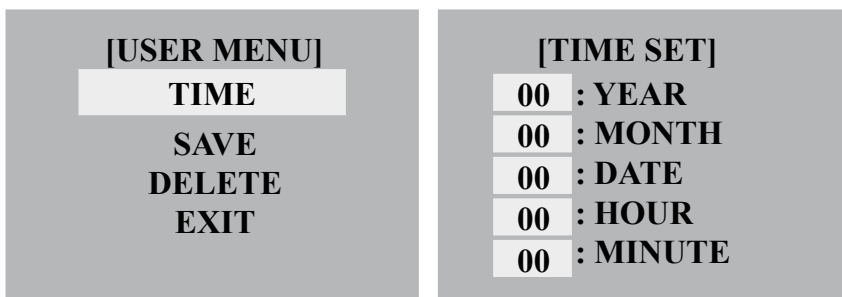 [USER MENU]
TIME
SAVE
DELETE
EXIT
[TIME SET]
00 : YEAR
00 : MONTH
00 : DATE
00 : HOUR
00 : MINUTE